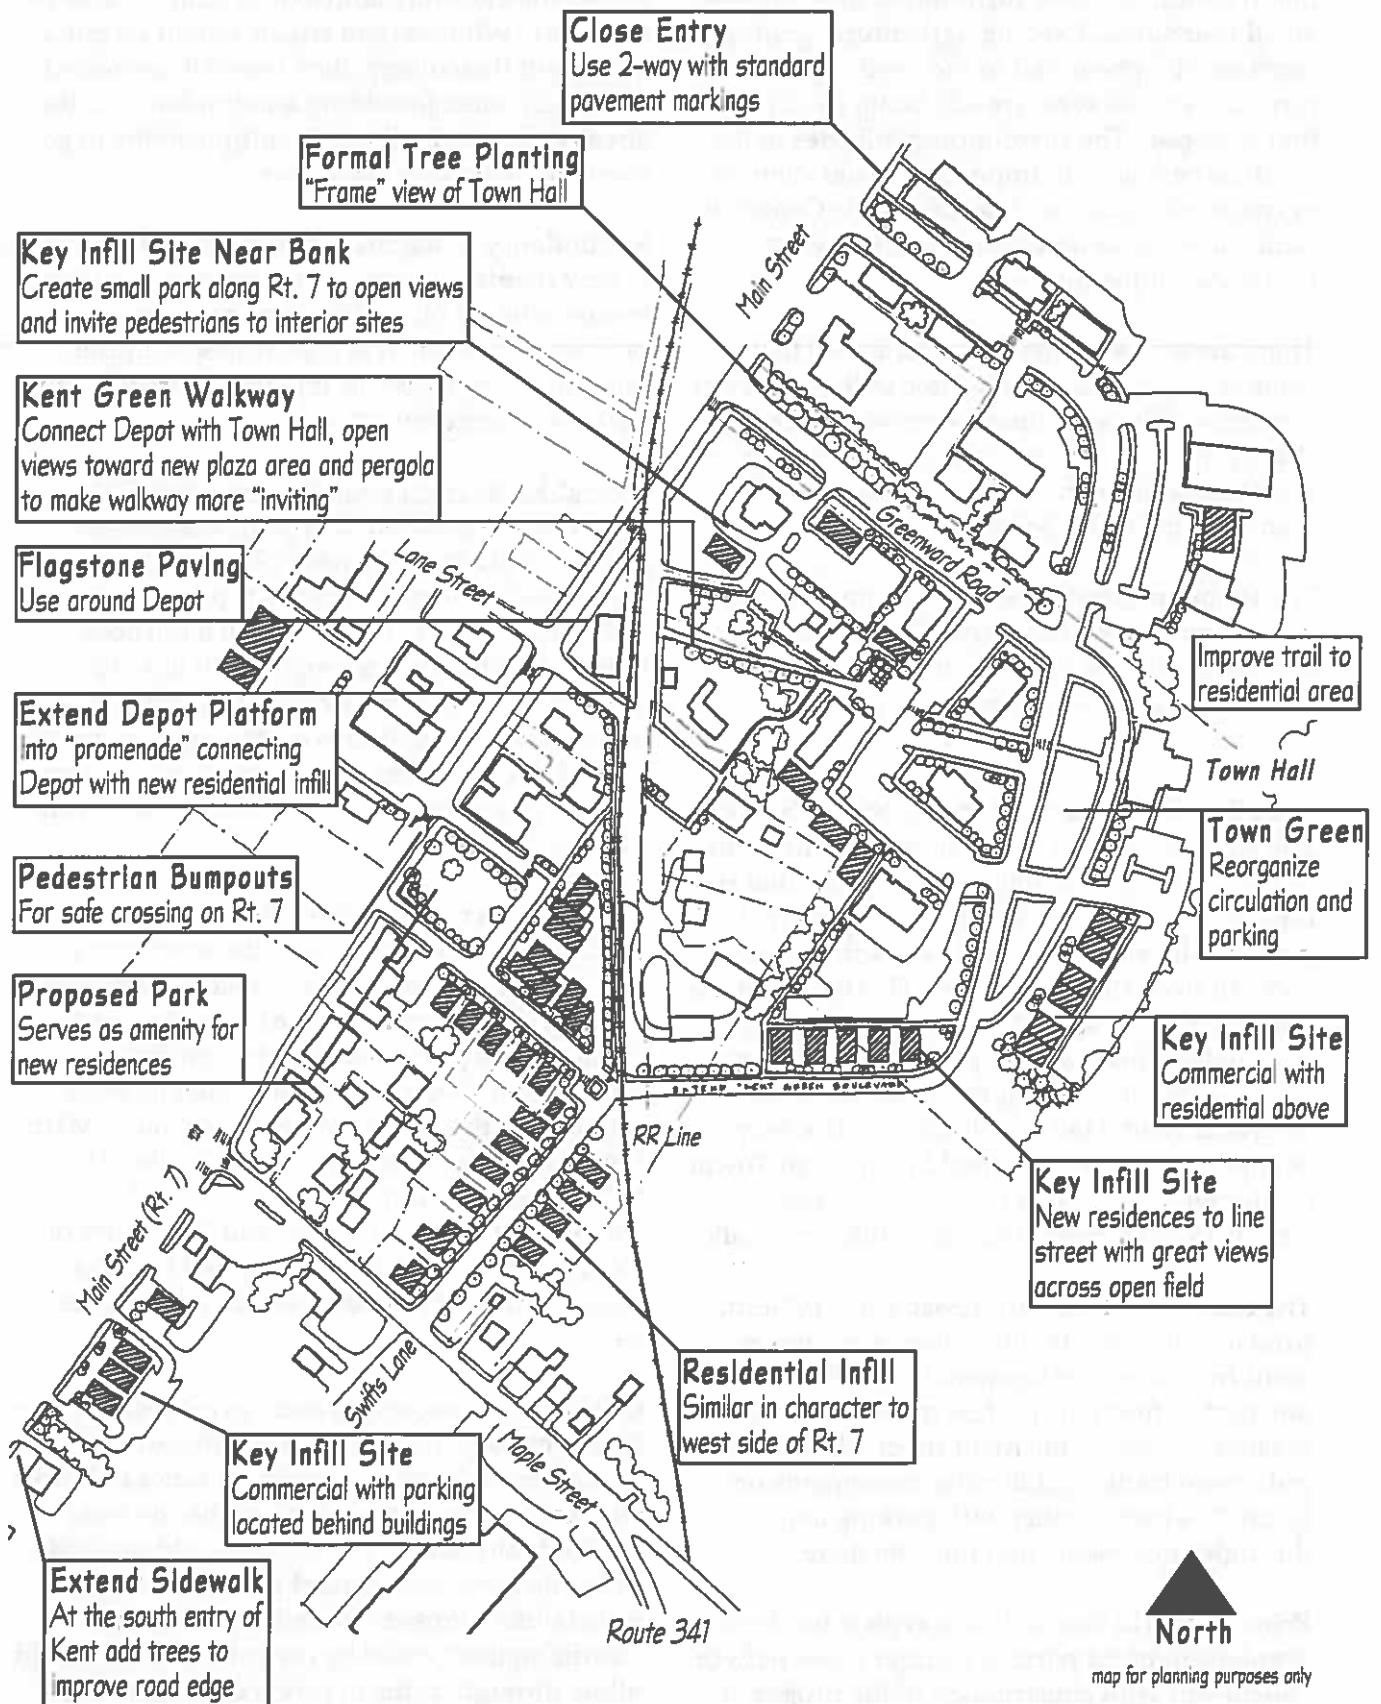 Close Entry
Use 2-way with standard
pavement markings
Formal Tree Planting
"Frame" view of Town Hall
Key Infill Site Near Bank
Create small park along Rt. 7 to open views
and invite pedestrians to interior sites
Main Street
Kent Green Walkway
Connect Depot with Town Hall, open
views toward new plaza area and pergola
to make walkway more "inviting"
Greenward Road
Flagstone Paving
Use around Depot
Lane Street
Improve trail to
residential area
Extend Depot Platform
Into "promenade" connecting
Depot with new residential infill
Town Hall
Town Green
Reorganize
circulation and
parking
Pedestrian Bumpouts
For safe crossing on Rt. 7
Proposed Park
Serves as amenity for
new residences
Key Infill Site
Commercial with
residential above
EXTEND "KENT GREEN BOULEVARD"
RR Line
Key Infill Site
New residences to line
street with great views
across open field
Main Street (Rt. 7)
Residential Infill
Similar in character to
west side of Rt. 7
Swifts Lane
Maple Street
Key Infill Site
Commercial with parking
located behind buildings
Extend Sidewalk
At the south entry of
Kent add trees to
improve road edge
Route 341
North
map for planning purposes only